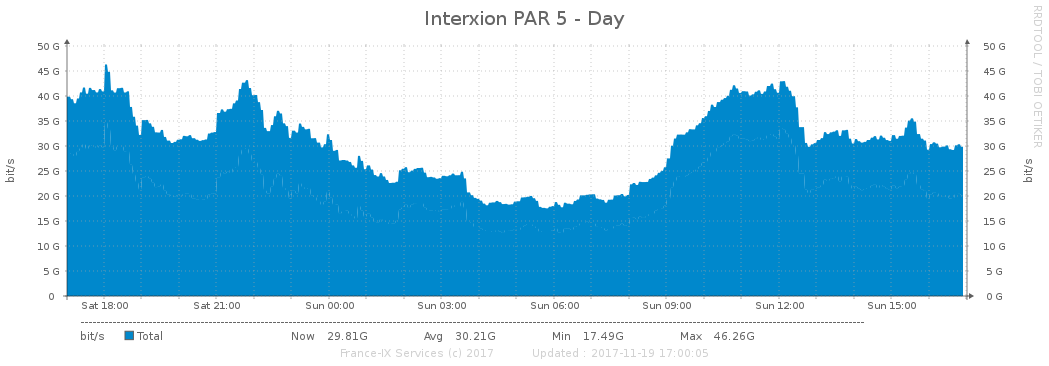 Interxion PAR 5 - Day
RRDTOOL / TOBI OETIKER
bit/s
50 G 50 G
45 G 45 G
40 G 40 G
35 G 35 G
30 G 30 G
25 G 25 G
20 G 20 G
15 G 15 G
10 G 10 G
5 G 5 G
0 0 G
bit/s
Sat 18:00 Sat 21:00 Sun 00:00 Sun 03:00 Sun 06:00 Sun 09:00 Sun 12:00 Sun 15:00
bit/s Total Now 29.81G Avg 30.21G Min 17.49G Max 46.26G
France-IX Services (c) 2017 Updated : 2017-11-19 17:00:05